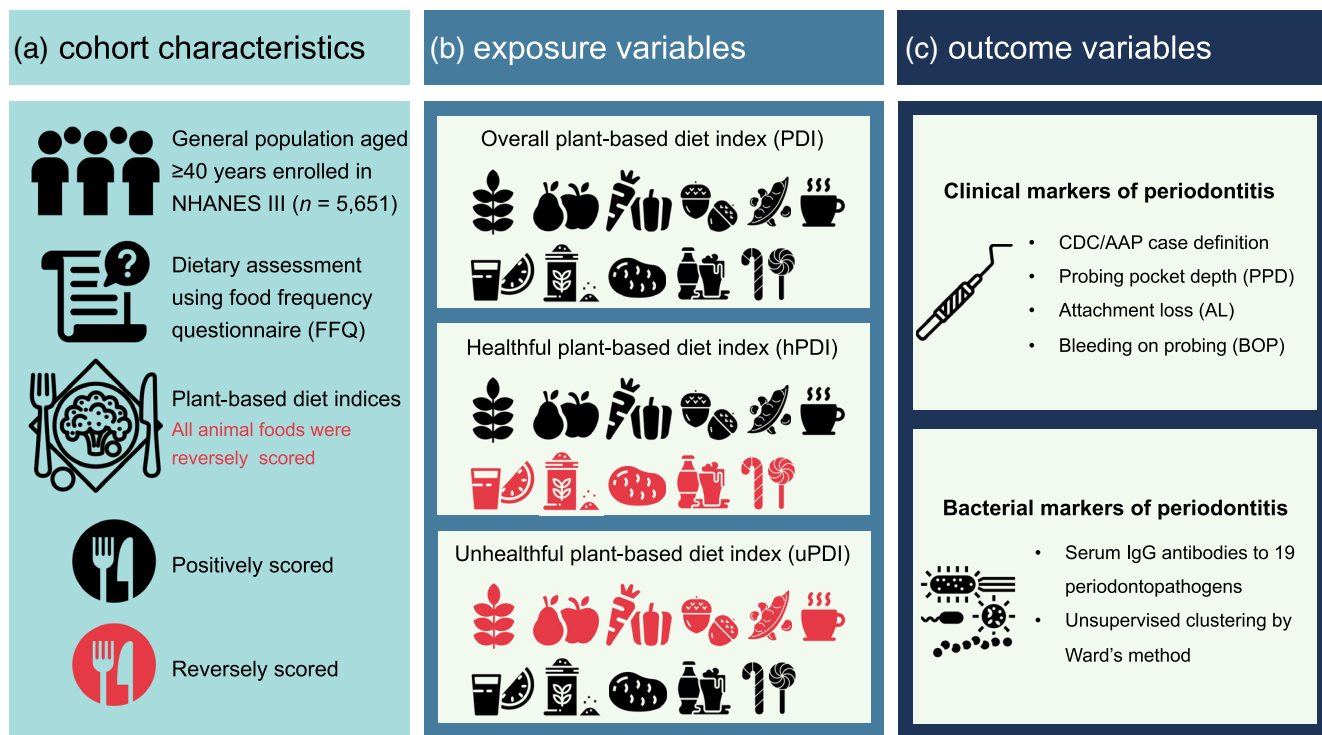 (a) cohort characteristics
General population aged
≥40 years enrolled in
NHANES III (n = 5,651)
?
Dietary assessment
using food frequency
questionnaire (FFQ)
Plant-based diet indices
All animal foods were
reversely scored
Positively scored
Reversely scored
(b) exposure variables
Overall plant-based diet index (PDI)
Healthful plant-based diet index (hPDI)
Unhealthful plant-based diet index (uPDI)
(c) outcome variables
Clinical markers of periodontitis
• CDC/AAP case definition
• Probing pocket depth (PPD)
• Attachment loss (AL)
• Bleeding on probing (BOP)
Bacterial markers of periodontitis
• Serum IgG antibodies to 19
periodontopathogens
• Unsupervised clustering by
Ward's method